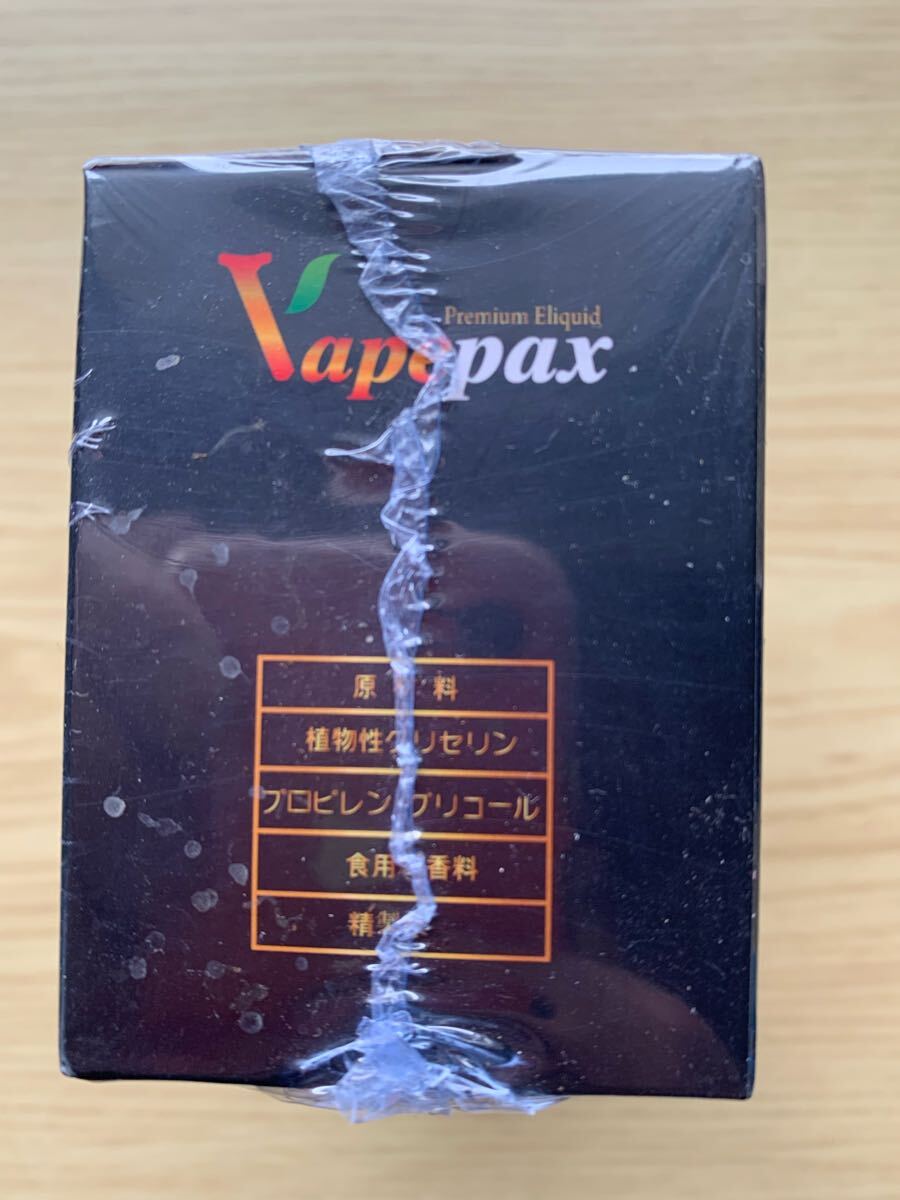 Premium Eliquid
Vapepax
原 料
植物性グリセリン
プロピレングリコール
食用 香料
精製